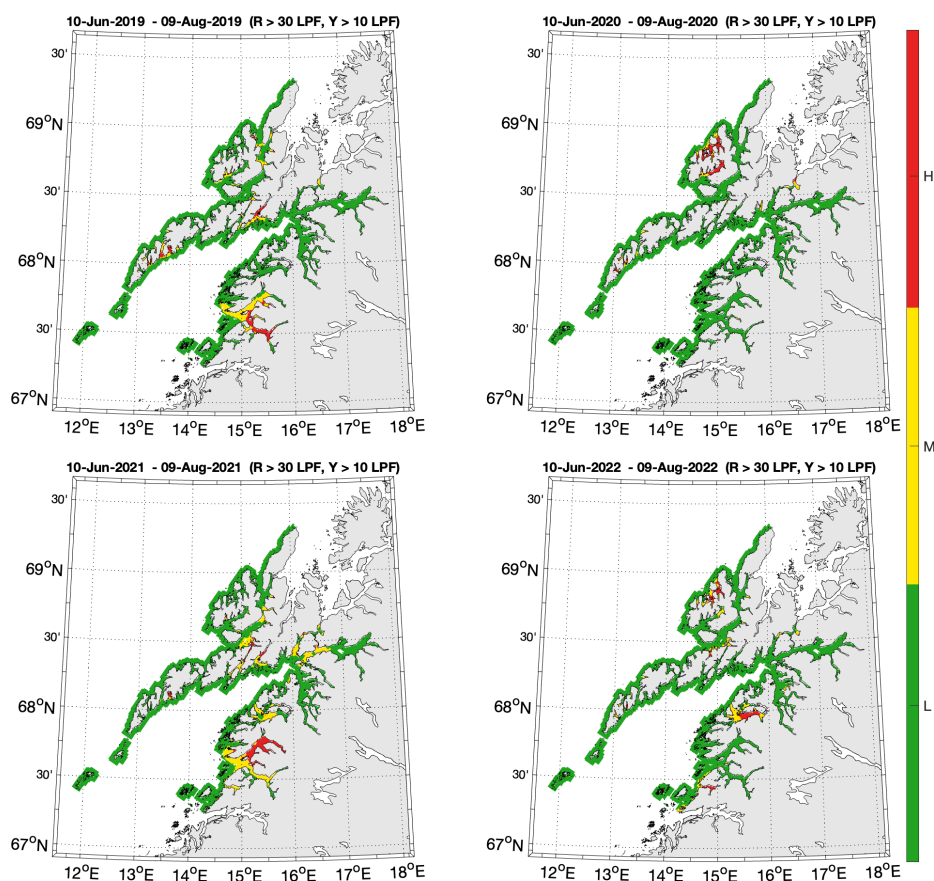 10-Jun-2019 - 09-Aug-2019 (R > 30 LPF, Y > 10 LPF)
30'
69°N
30'
68°N
30'
67°N
12°E 13°E 14°E 15°E 16°E 17°E 18°E
10-Jun-2020 - 09-Aug-2020 (R > 30 LPF, Y > 10 LPF)
30'
69°N
30'
68°N
30'
67°N
12°E 13°E 14°E 15°E 16°E 17°E 18°E
10-Jun-2021 - 09-Aug-2021 (R > 30 LPF, Y > 10 LPF)
30'
69°N
30'
68°N
30'
67°N
12°E 13°E 14°E 15°E 16°E 17°E 18°E
10-Jun-2022 - 09-Aug-2022 (R > 30 LPF, Y > 10 LPF)
30'
69°N
30'
68°N
30'
67°N
12°E 13°E 14°E 15°E 16°E 17°E 18°E
H
M
L